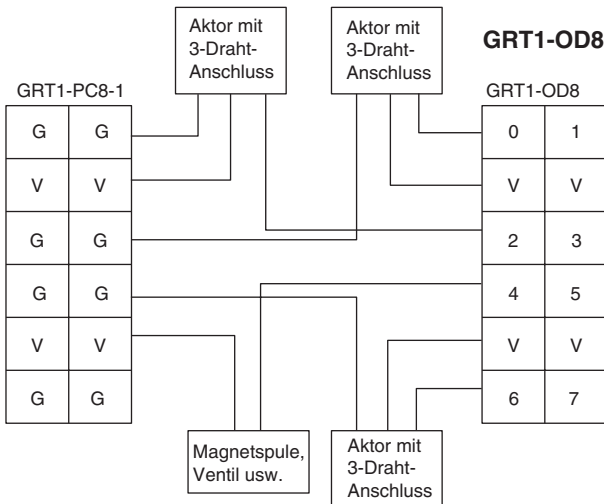 Aktor mit
3-Draht-
Anschluss
Aktor mit
3-Draht-
Anschluss
GRT1-OD8
GRT1-PC8-1
GRT1-OD8
G G
V V
G G
G G
V V
G G
0 1
V V
2 3
4 5
V V
6 7
Magnetspule,
Ventil usw.
Aktor mit
3-Draht-
Anschluss